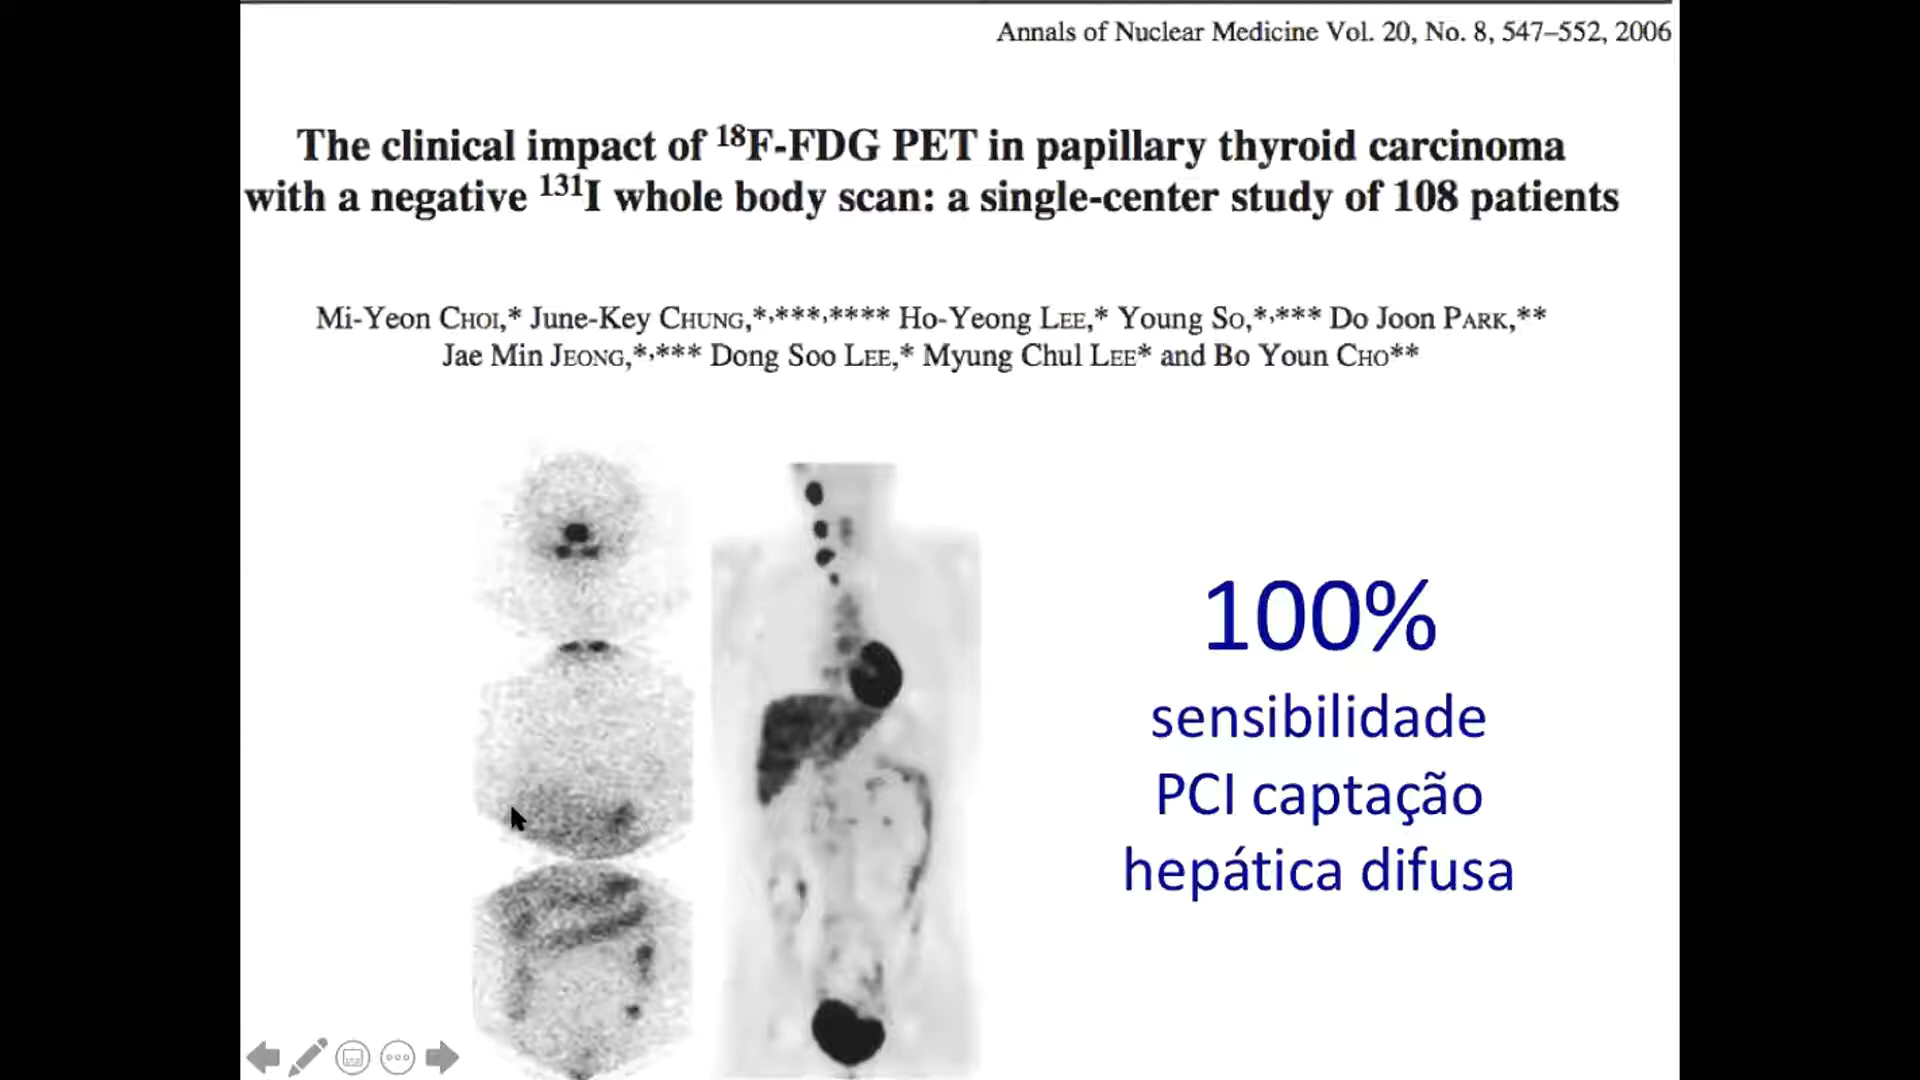 Annals of Nuclear Medicine Vol. 20, No. 8, 547–552, 2006
The clinical impact of ¹⁸F-FDG PET in papillary thyroid carcinoma
with a negative ¹³¹I whole body scan: a single-center study of 108 patients
Mi-Yeon CHOI,* June-Key CHUNG,*,***,**** Ho-Yeong LEE,* Young SO,*,*** Do Joon PARK,**
Jae Min JEONG,*,*** Dong Soo LEE,* Myung Chul LEE* and Bo Youn CHO**
100%
sensibilidade
PCI captação
hepática difusa